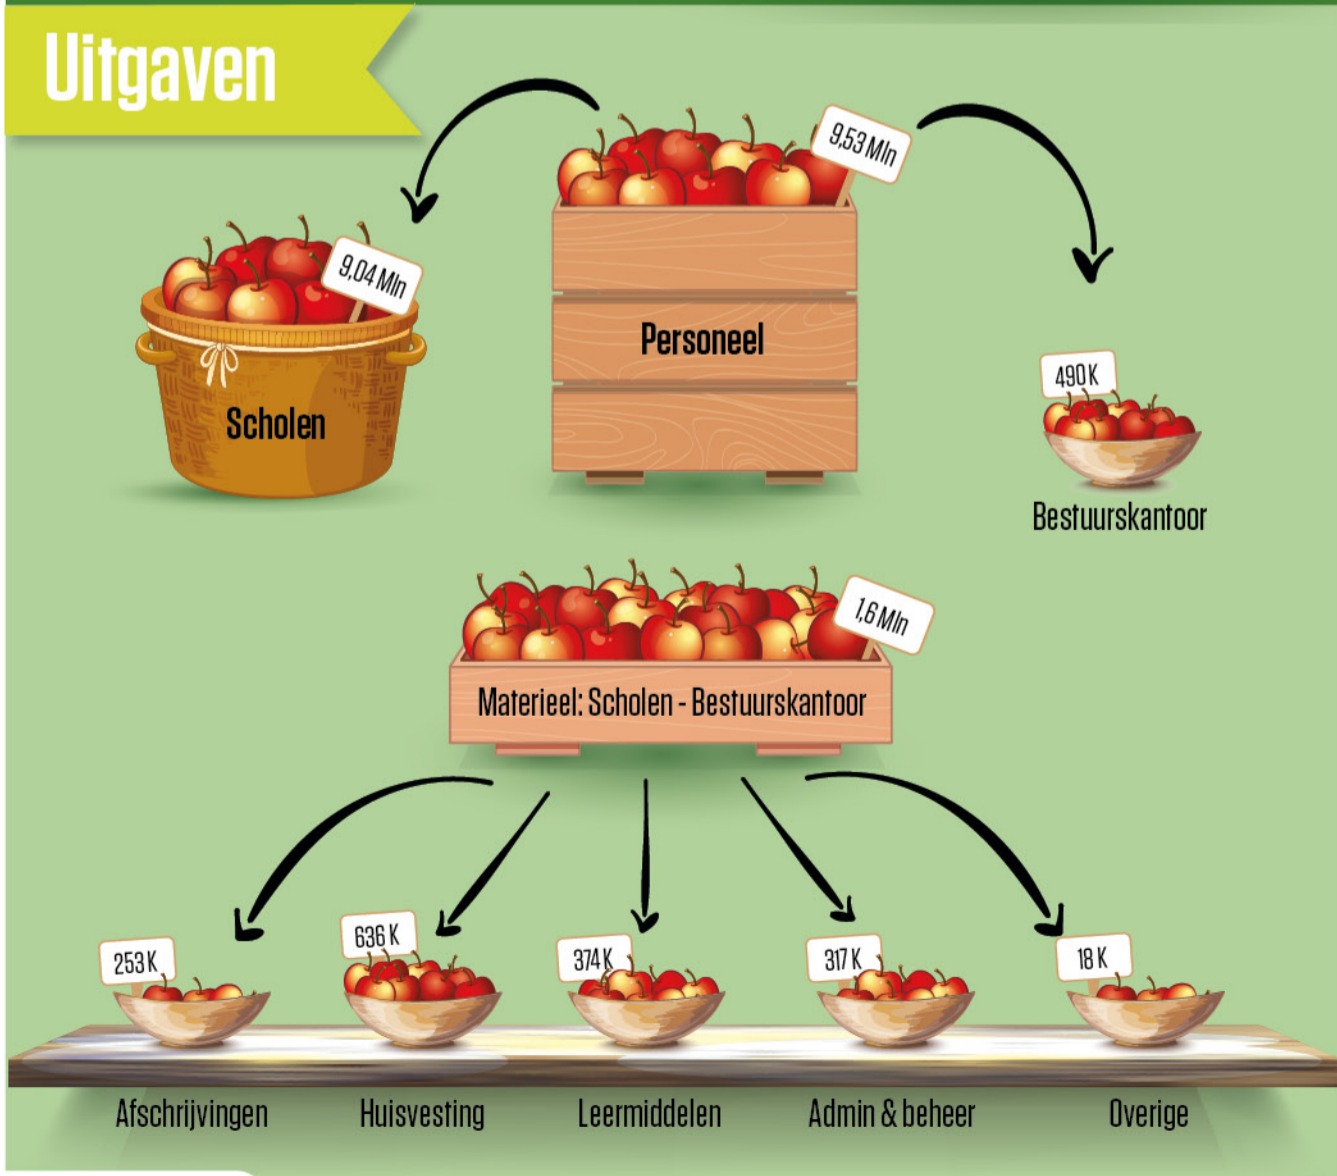 Uitgaven
9,53 Mln
9,04 Mln
Personeel
490 K
Scholen
Bestuurskantoor
1,6 Mln
Materieel: Scholen - Bestuurskantoor
253 K
636 K
374 K
317 K
18 K
Afschrijvingen
Huisvesting
Leermiddelen
Admin & beheer
Overige